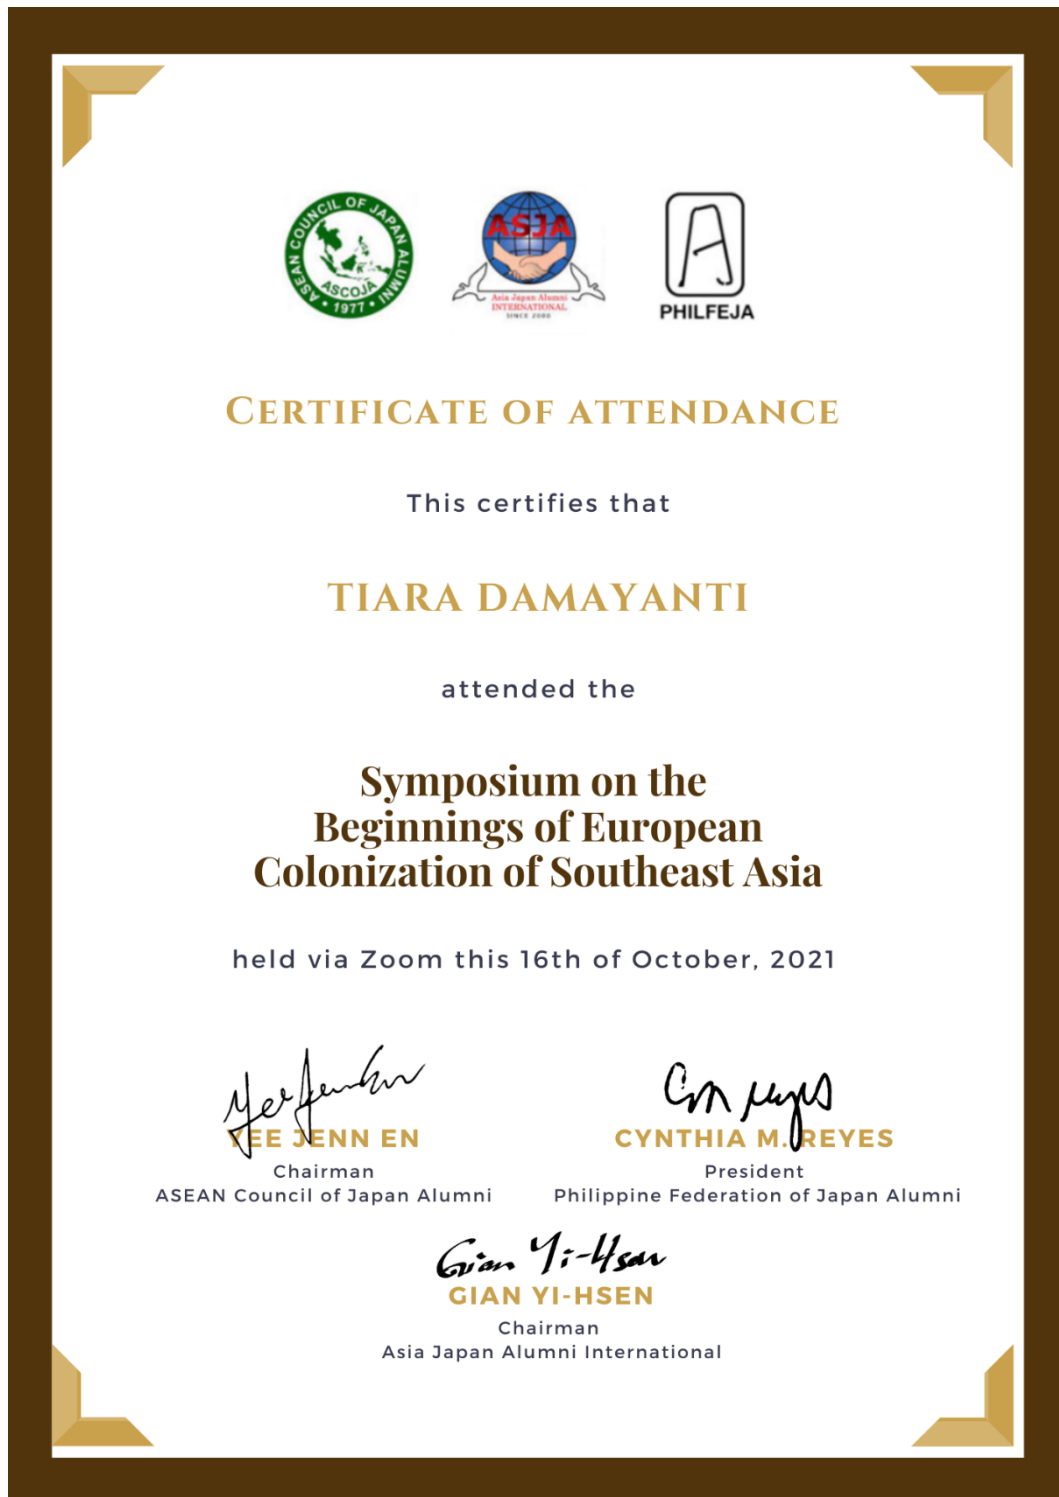 ASEAN COUNCIL OF JAPAN ALUMNI
ASCOJA
• 1977 •
ASJA
Asia Japan Alumni
INTERNATIONAL
SINCE 2000
PHILFEJA
CERTIFICATE OF ATTENDANCE
This certifies that
TIARA DAMAYANTI
attended the
Symposium on the
Beginnings of European
Colonization of Southeast Asia
held via Zoom this 16th of October, 2021
YEE JENN EN
Chairman
ASEAN Council of Japan Alumni
CYNTHIA M. REYES
President
Philippine Federation of Japan Alumni
Gian Yi-Hsen
GIAN YI-HSEN
Chairman
Asia Japan Alumni International